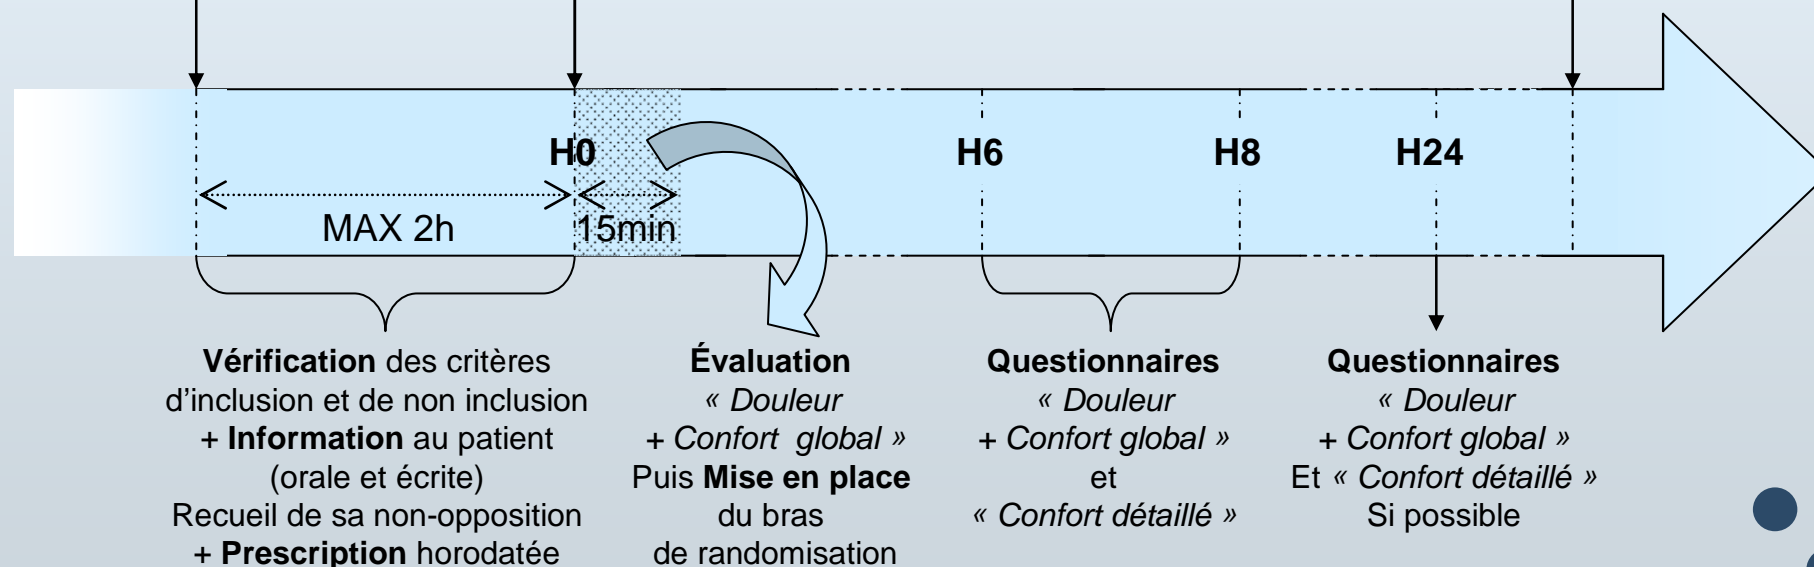 H0
H6
H8
H24
MAX 2h
15min
Vérification des critères
d'inclusion et de non inclusion
+ Information au patient
(orale et écrite)
Recueil de sa non-opposition
+ Prescription horodatée
Évaluation
« Douleur
+ Confort global »
Puis Mise en place
du bras
de randomisation
Questionnaires
« Douleur
+ Confort global »
et
« Confort détaillé »
Questionnaires
« Douleur
+ Confort global »
Et « Confort détaillé »
Si possible